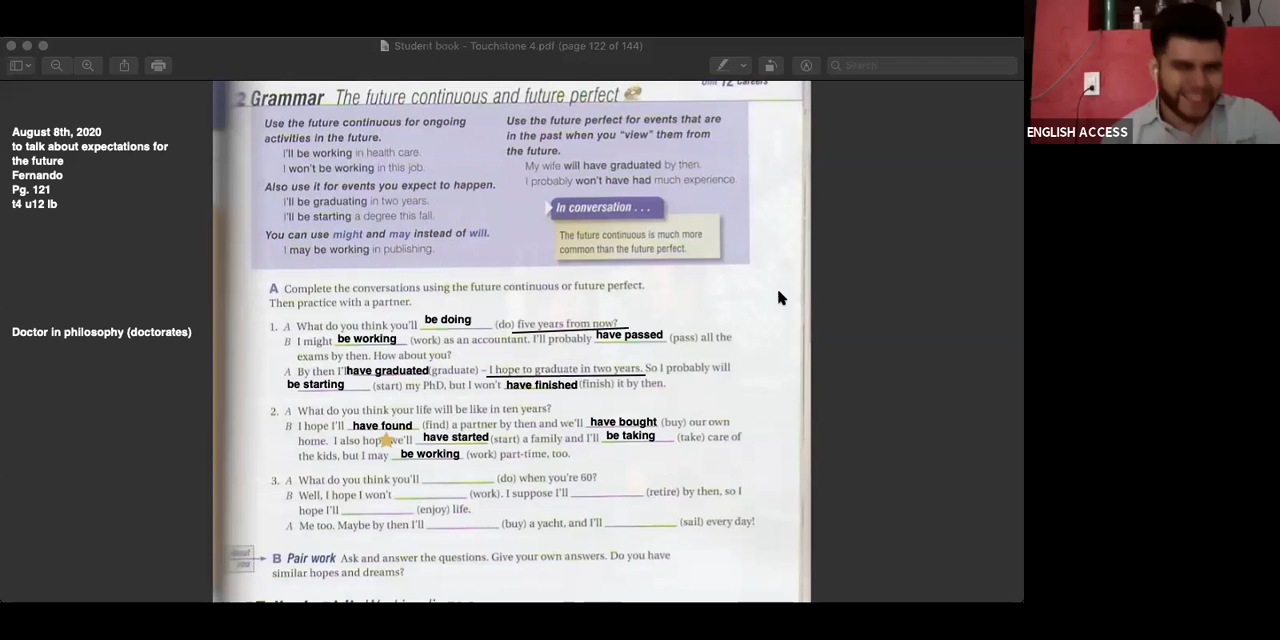 Student book - Touchstone 4.pdf (page 122 of 144)
Search
Unit 12 Careers
2 Grammar The future continuous and future perfect
August 8th, 2020
to talk about expectations for
the future
Fernando
Pg. 121
t4 u12 lb
Doctor in philosophy (doctorates)
Use the future continuous for ongoing
activities in the future.
I'll be working in health care.
I won't be working in this job.
Also use it for events you expect to happen.
I'll be graduating in two years.
I'll be starting a degree this fall.
You can use might and may instead of will.
I may be working in publishing.
Use the future perfect for events that are
in the past when you "view" them from
the future.
My wife will have graduated by then.
I probably won't have had much experience.
In conversation . . .
The future continuous is much more
common than the future perfect.
A Complete the conversations using the future continuous or future perfect.
Then practice with a partner.
1. A What do you think you'll be doing (do) five years from now?
B I might be working (work) as an accountant. I'll probably have passed (pass) all the
exams by then. How about you?
A By then I'll have graduated (graduate) – I hope to graduate in two years. So I probably will
be starting (start) my PhD, but I won't have finished (finish) it by then.
2. A What do you think your life will be like in ten years?
B I hope I'll have found (find) a partner by then and we'll have bought (buy) our own
home. I also hope we'll have started (start) a family and I'll be taking (take) care of
the kids, but I may be working (work) part-time, too.
3. A What do you think you'll ____________ (do) when you're 60?
B Well, I hope I won't ____________ (work). I suppose I'll ____________ (retire) by then, so I
hope I'll ____________ (enjoy) life.
A Me too. Maybe by then I'll ____________ (buy) a yacht, and I'll ____________ (sail) every day!
About
you
B Pair work Ask and answer the questions. Give your own answers. Do you have
similar hopes and dreams?
ENGLISH ACCESS